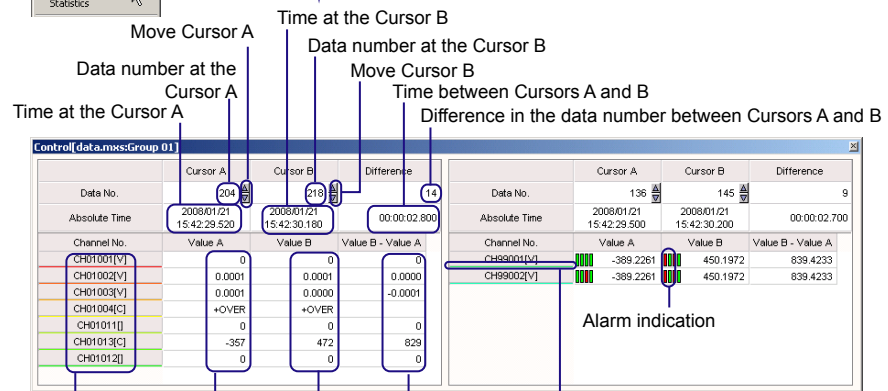 Statistics
Time at the Cursor B
Move Cursor A
Data number at the Cursor B
Data number at the
Cursor A
Move Cursor B
Time between Cursors A and B
Time at the Cursor A
Difference in the data number between Cursors A and B
Control[data.mxs:Group 01]
Cursor A Cursor B Difference
Data No. 204 218 14
Absolute Time 2008/01/21 15:42:29.520 2008/01/21 15:42:30.180 00:00:02.800
Channel No. Value A Value B Value B - Value A
CH01001[V] 0 0 0
CH01002[V] 0.0001 0.0001 0.0000
CH01003[V] 0.0001 0.0000 -0.0001
CH01004[C] +OVER +OVER
CH01011[] 0 0 0
CH01013[C] -357 472 829
CH01012[] 0 0 0
Cursor A Cursor B Difference
Data No. 136 145 9
Absolute Time 2008/01/21 15:42:29.500 2008/01/21 15:42:30.200 00:00:02.700
Channel No. Value A Value B Value B - Value A
CH99001[V] -389.2261 450.1972 839.4233
CH99002[V] -389.2261 450.1972 839.4233
Alarm indication